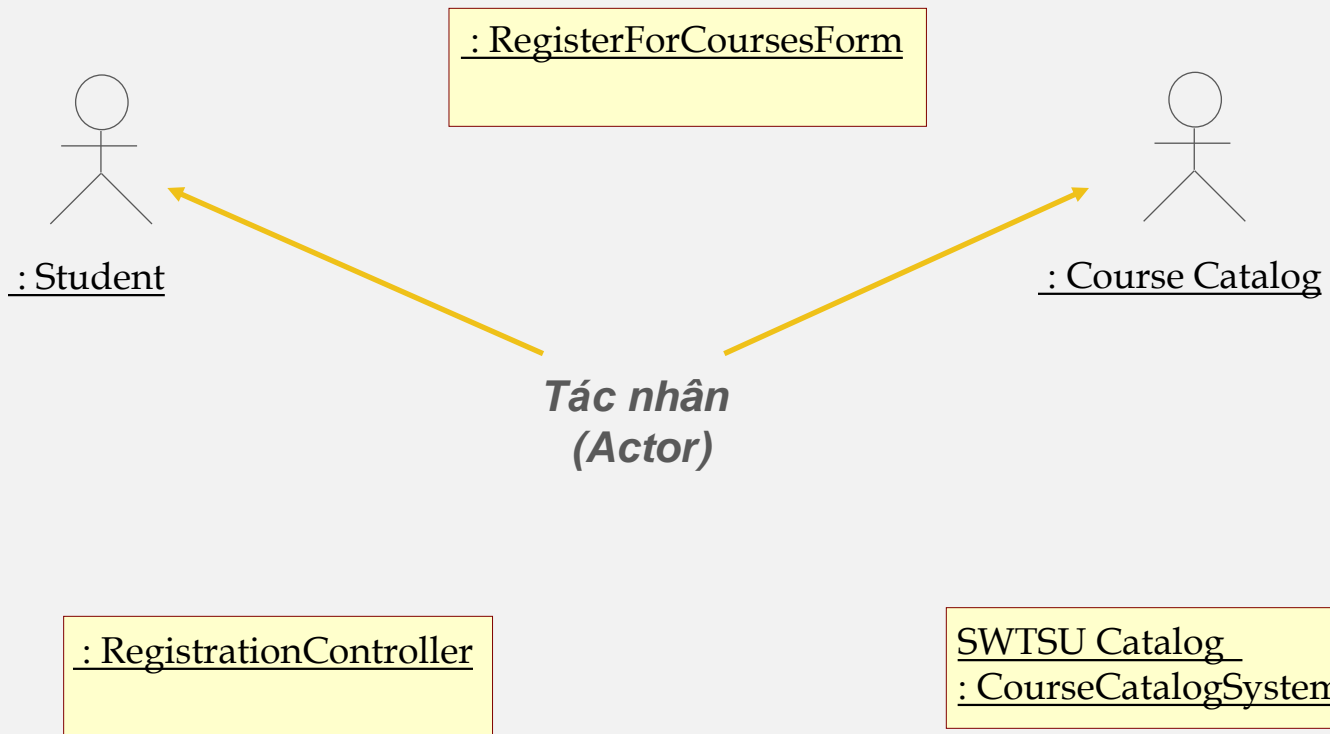 : RegisterForCoursesForm
: Student
: Course Catalog
Tác nhân
(Actor)
: RegistrationController
SWTSU Catalog
: CourseCatalogSystem